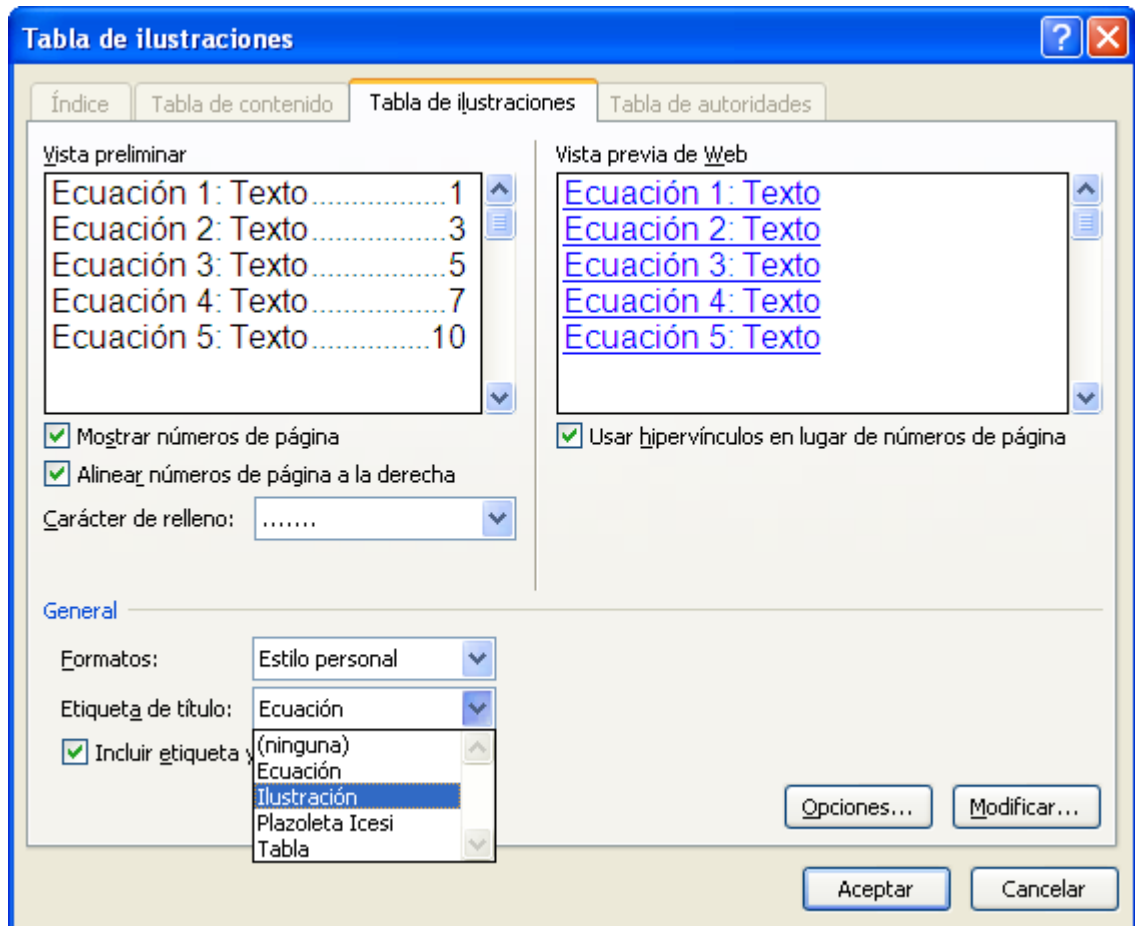 Tabla de ilustraciones
Índice Tabla de contenido Tabla de ilustraciones Tabla de autoridades
Vista preliminar
Ecuación 1: Texto.................1
Ecuación 2: Texto.................3
Ecuación 3: Texto.................5
Ecuación 4: Texto.................7
Ecuación 5: Texto...............10
Mostrar números de página
Alinear números de página a la derecha
Carácter de relleno: .......
Vista previa de Web
Ecuación 1: Texto
Ecuación 2: Texto
Ecuación 3: Texto
Ecuación 4: Texto
Ecuación 5: Texto
Usar hipervínculos en lugar de números de página
General
Formatos: Estilo personal
Etiqueta de título: Ecuación
Incluir etiqueta
(ninguna)
Ecuación
Ilustración
Plazoleta Icesi
Tabla
Opciones... Modificar...
Aceptar Cancelar